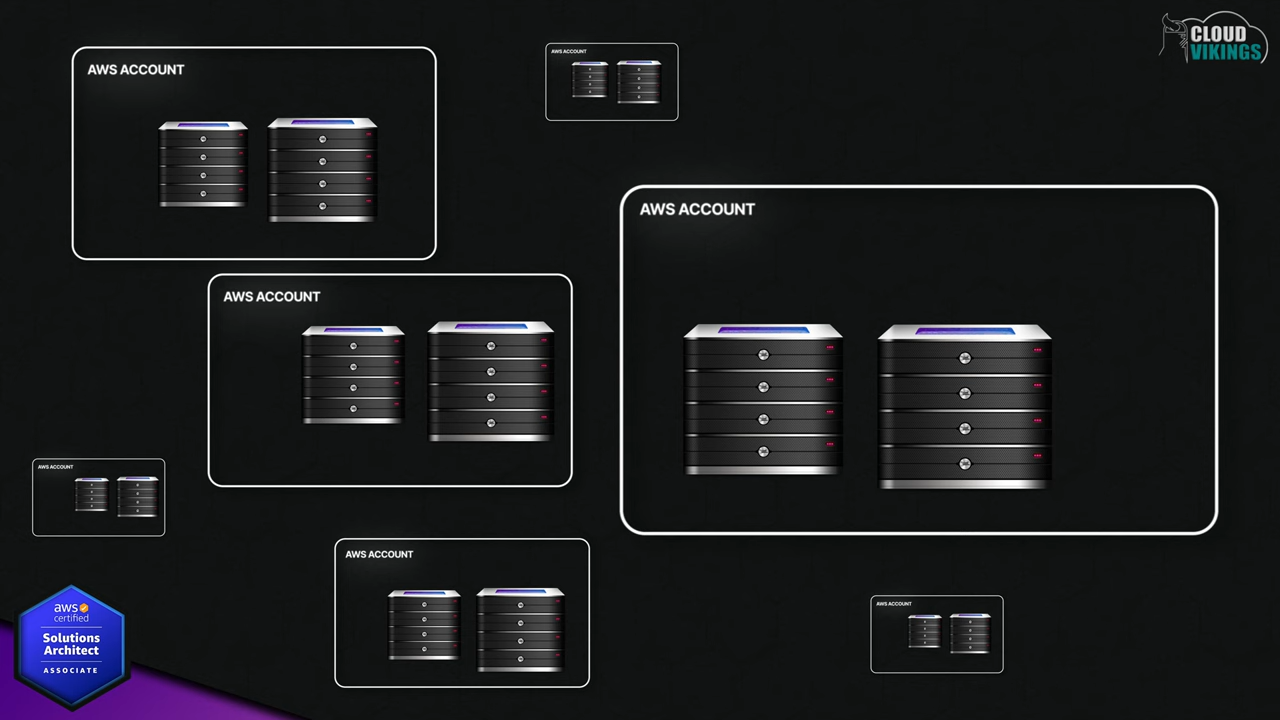 AWS ACCOUNT
AWS ACCOUNT
CLOUD
VIKINGS
AWS ACCOUNT
AWS ACCOUNT
AWS ACCOUNT
AWS ACCOUNT
AWS ACCOUNT
aws
certified
Solutions
Architect
ASSOCIATE